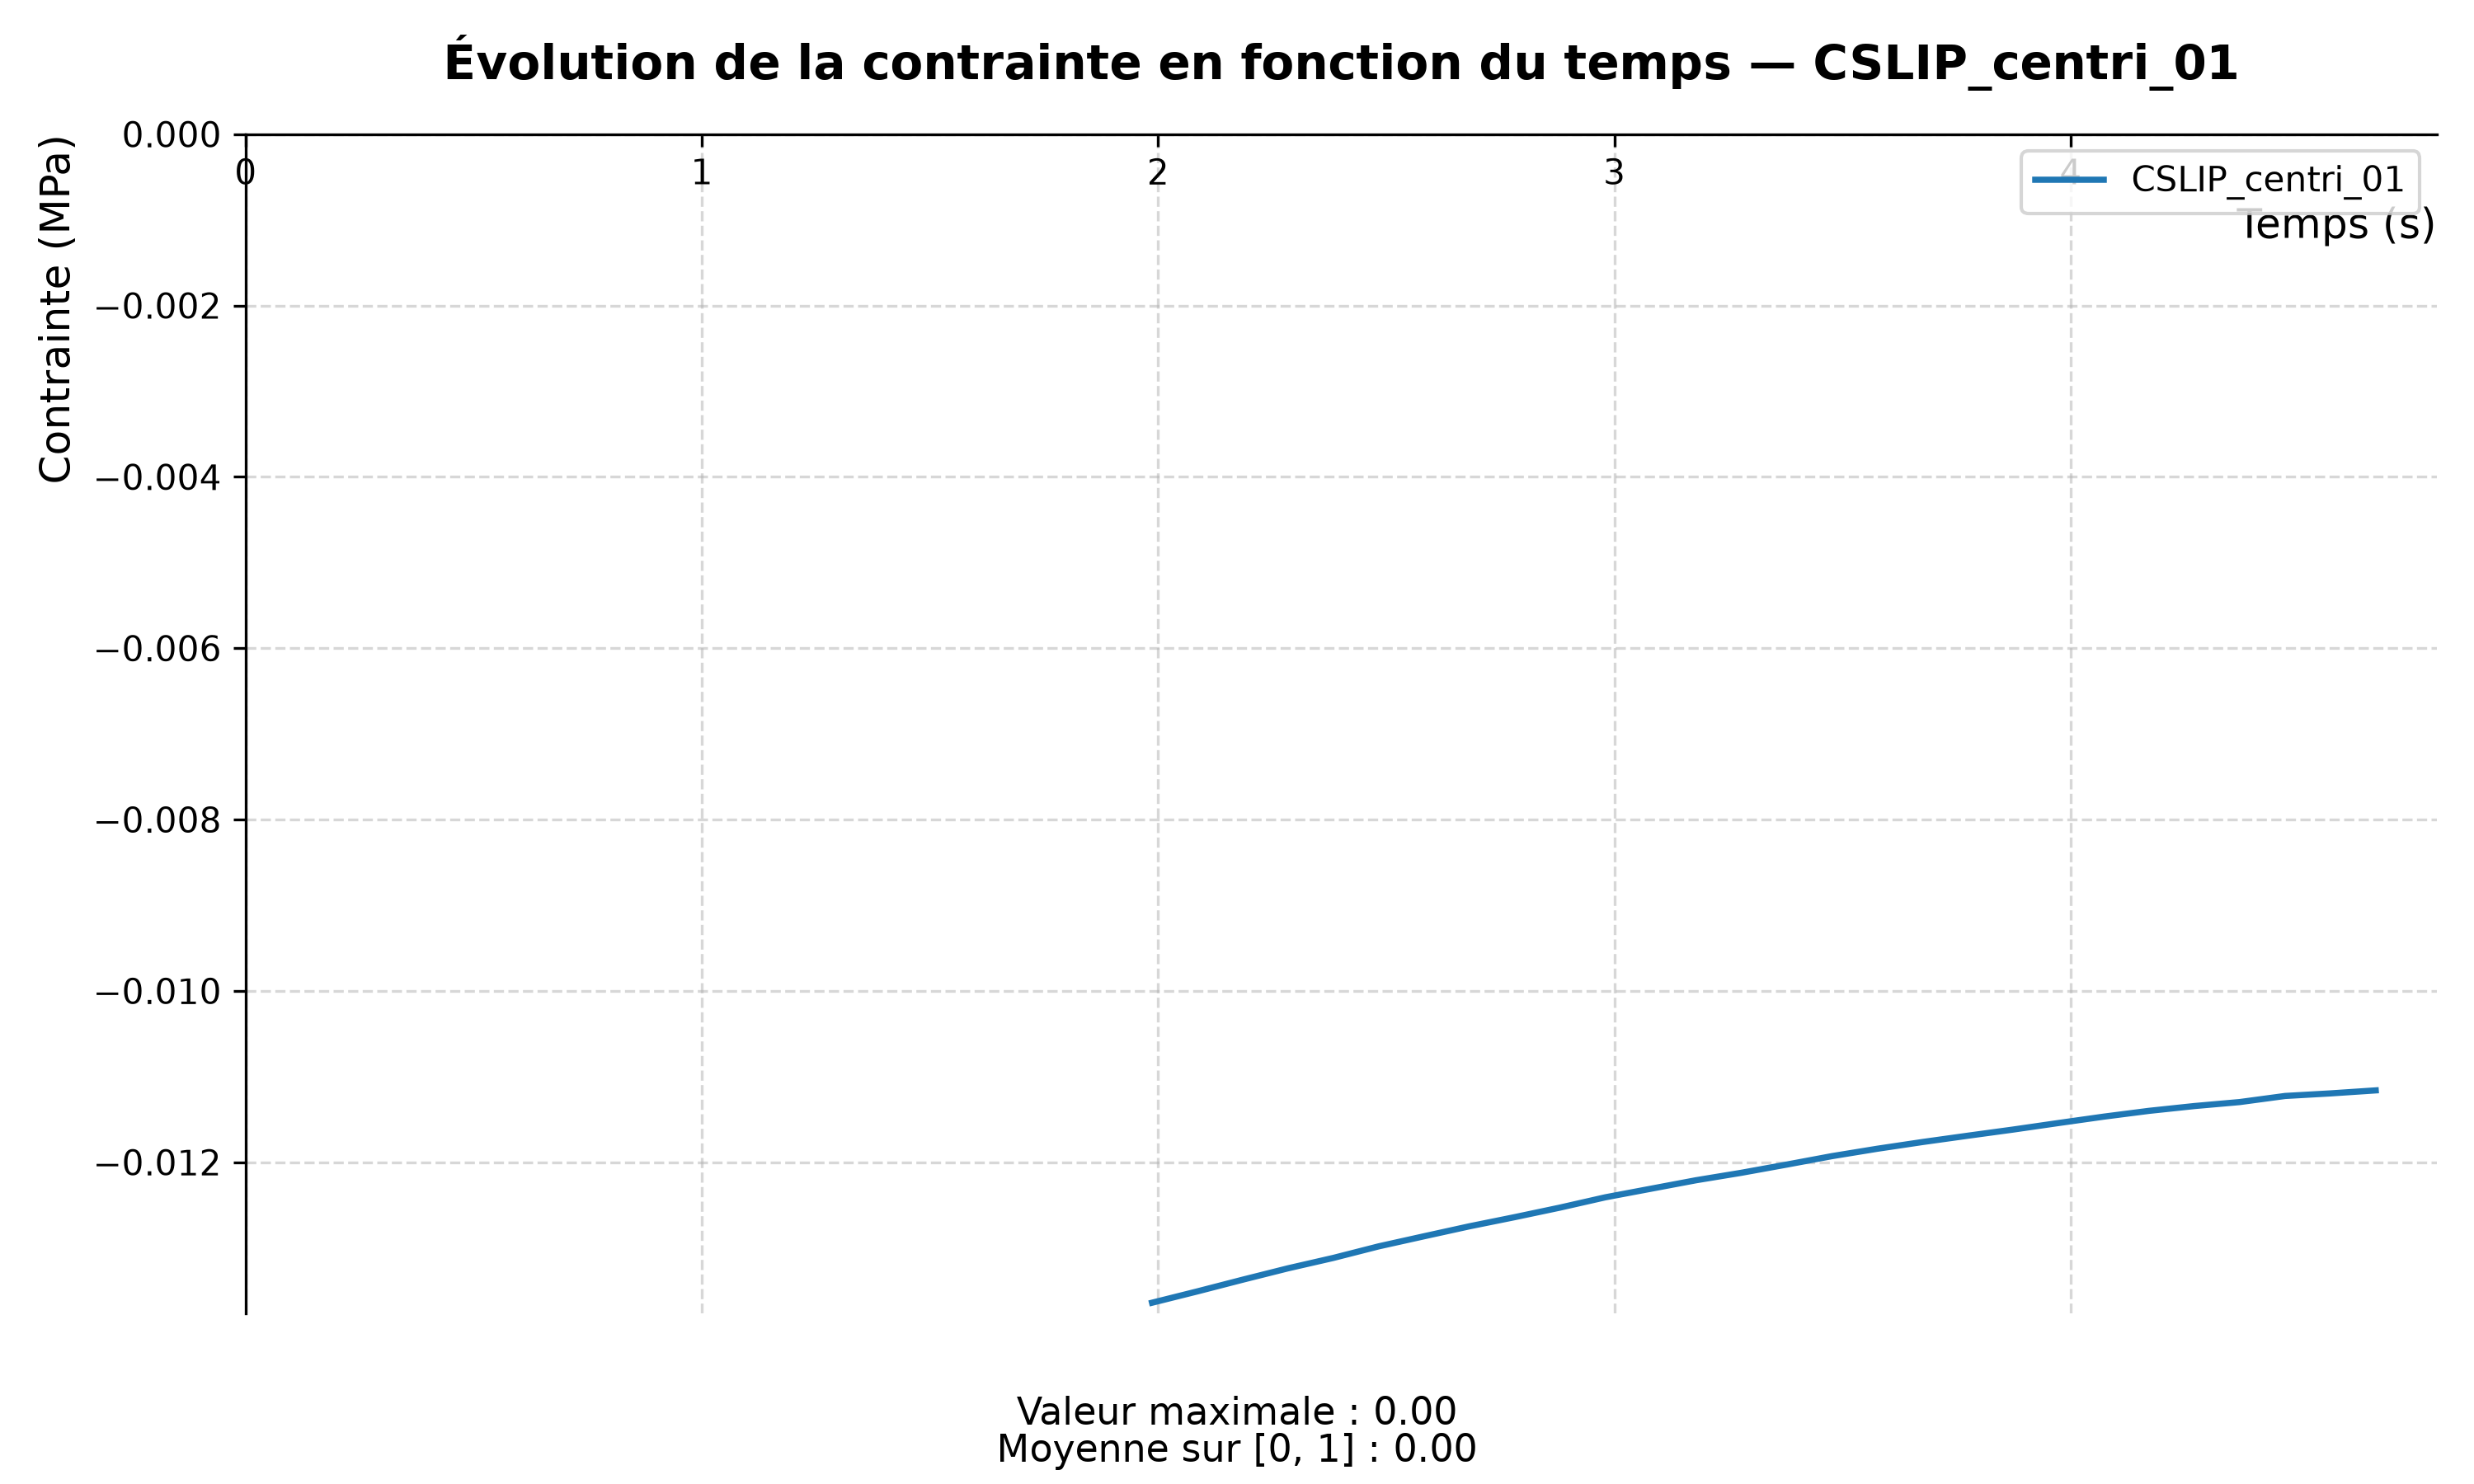 Évolution de la contrainte en fonction du temps — CSLIP_centri_01
Contrainte (MPa)
0.000
−0.002
−0.004
−0.006
−0.008
−0.010
−0.012
0
1
2
3
4
CSLIP_centri_01
Temps (s)
Valeur maximale : 0.00
Moyenne sur [0, 1] : 0.00